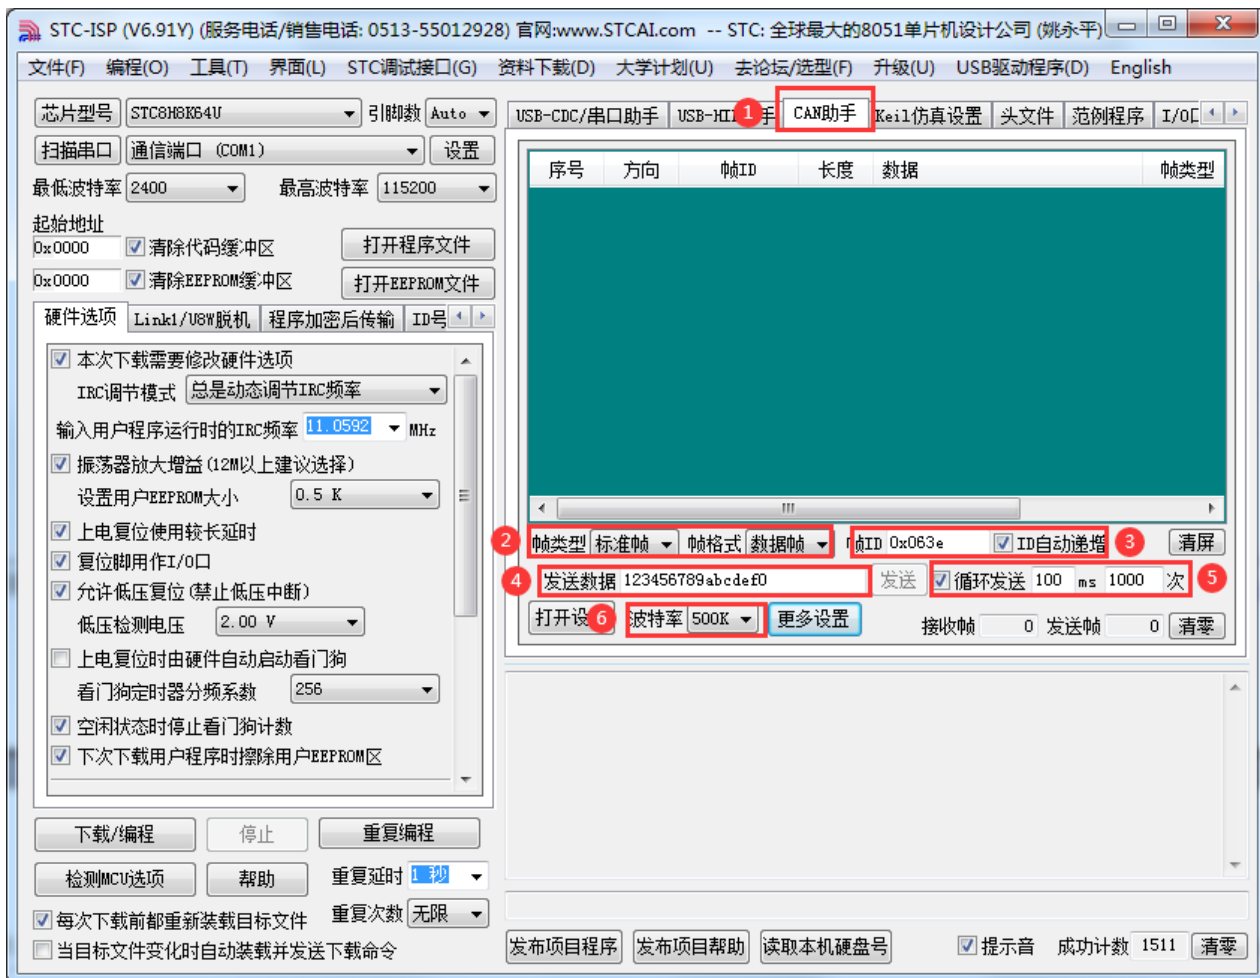 STC-ISP (V6.91Y) (服务电话/销售电话: 0513-55012928) 官网:www.STCAI.com -- STC: 全球最大的8051单片机设计公司 (姚永平)
文件(F) 编程(O) 工具(T) 界面(L) STC调试接口(G) 资料下载(D) 大学计划(U) 去论坛/选型(F) 升级(U) USB驱动程序(D) English
芯片型号 STC8H8K64U 引脚数 Auto
扫描串口 通信端口 (COM1) 设置
最低波特率 2400 最高波特率 115200
起始地址
0x0000 清除代码缓冲区 打开程序文件
0x0000 清除EEPROM缓冲区 打开EEPROM文件
硬件选项 Link1/U8W脱机 程序加密后传输 ID号
本次下载需要修改硬件选项
IRC调节模式 总是动态调节IRC频率
输入用户程序运行时的IRC频率 11.0592 MHz
振荡器放大增益(12M以上建议选择)
设置用户EEPROM大小 0.5 K
上电复位使用较长延时
复位脚用作I/O口
允许低压复位(禁止低压中断)
低压检测电压 2.00 V
上电复位时由硬件自动启动看门狗
看门狗定时器分频系数 256
空闲状态时停止看门狗计数
下次下载用户程序时擦除用户EEPROM区
下载/编程 停止 重复编程
检测MCU选项 帮助 重复延时 1 秒
每次下载前都重新装载目标文件 重复次数 无限
当目标文件变化时自动装载并发送下载命令
USB-CDC/串口助手 USB-HI 1 手 CAN助手 Keil仿真设置 头文件 范例程序 I/O
序号 方向 帧ID 长度 数据 帧类型
2 帧类型 标准帧 帧格式 数据帧 帧ID 0x063e ID自动递增 3 清屏
4 发送数据 123456789abcdef0 发送 循环发送 100 ms 1000 次 5
打开设 6 波特率 500K 更多设置 接收帧 0 发送帧 0 清零
发布项目程序 发布项目帮助 读取本机硬盘号 提示音 成功计数 1511 清零